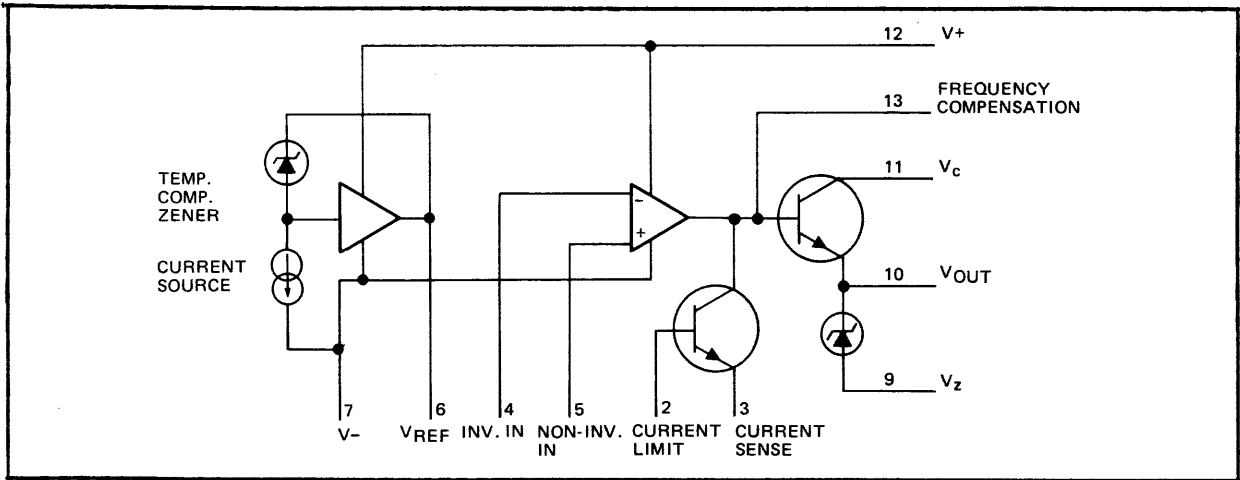 12 V+
13 FREQUENCY
COMPENSATION
11 Vc
TEMP.
COMP.
ZENER
CURRENT
SOURCE
-
+
10 VOUT
9 Vz
7
V-
6
VREF
4
INV. IN
5
NON-INV.
IN
2
CURRENT
LIMIT
3
CURRENT
SENSE